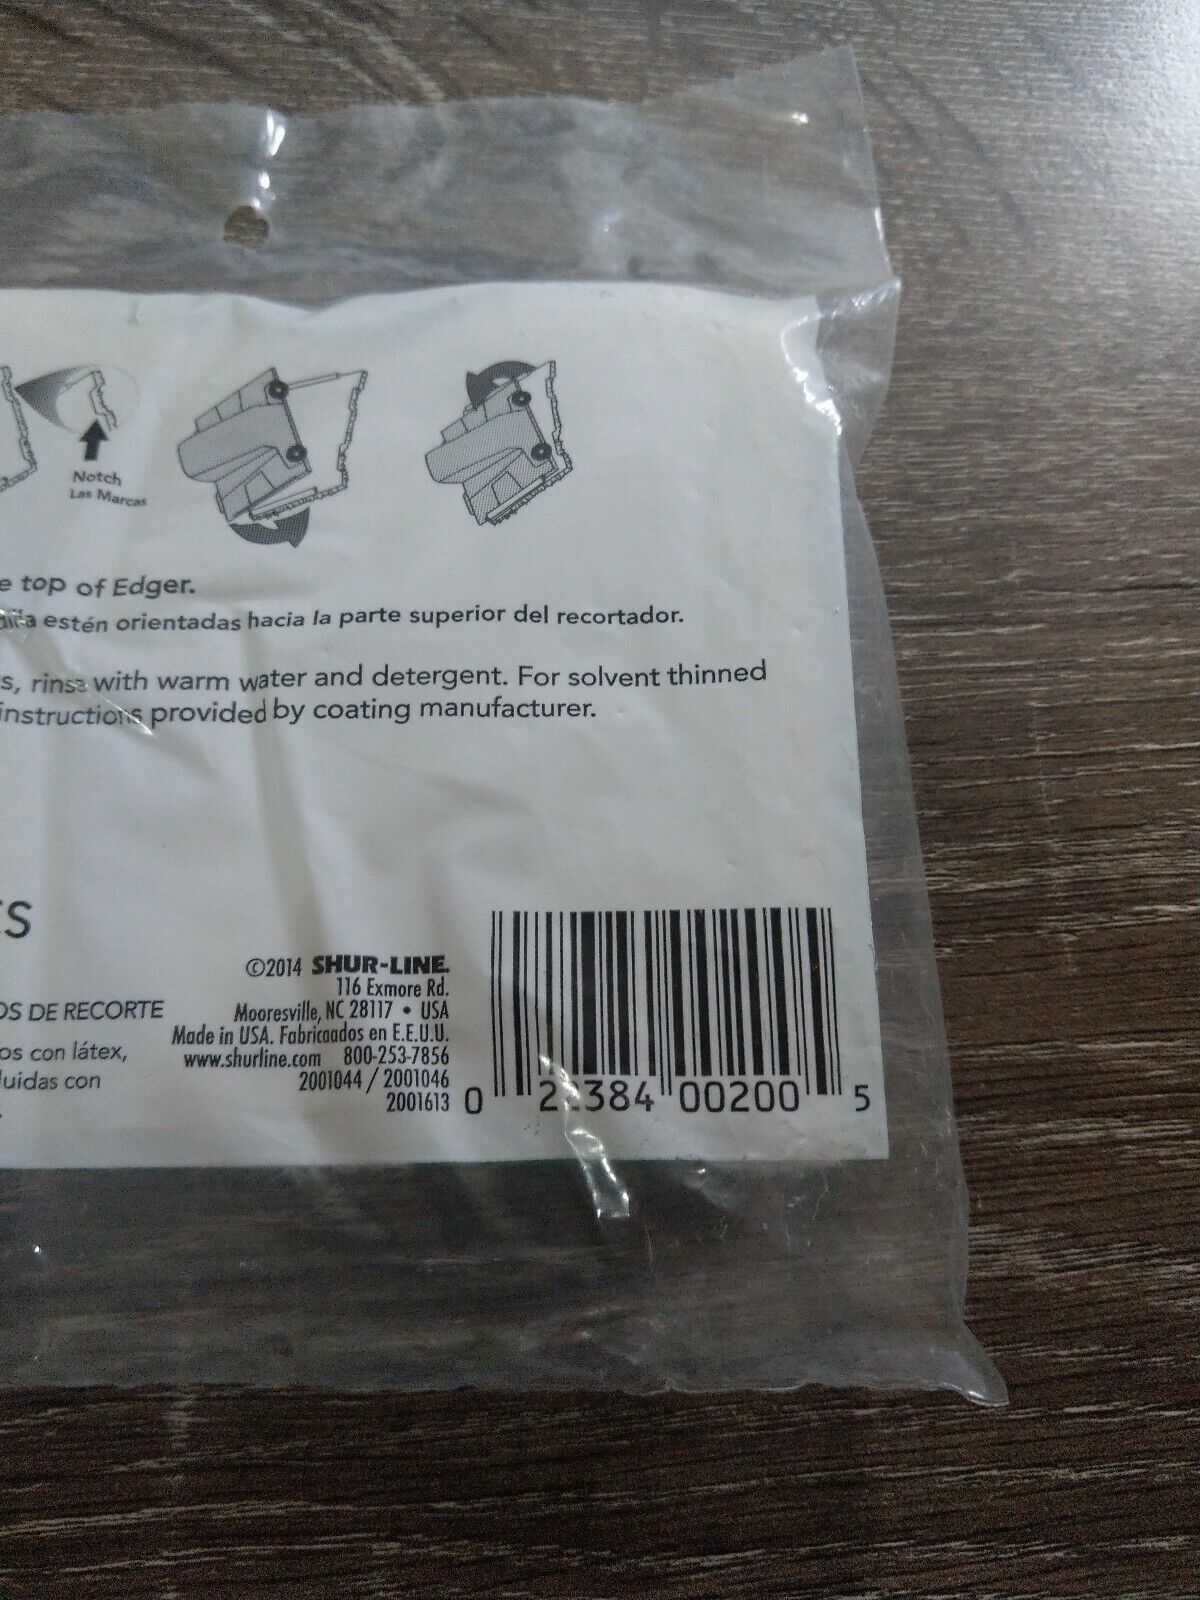 Notch
Las Marcas
e top of Edger.
estén orientadas hacia la parte superior del recortador.
s, rinse with warm water and detergent. For solvent thinned
instructions provided by coating manufacturer.
ES
©2014 SHUR-LINE.
116 Exmore Rd.
Mooresville, NC 28117 • USA
Made in USA. Fabricaados en E.E.U.U.
www.shurline.com 800-253-7856
2001044 / 2001046
2001613
OS DE RECORTE
os con látex,
luidas con
0 22384 00200 5